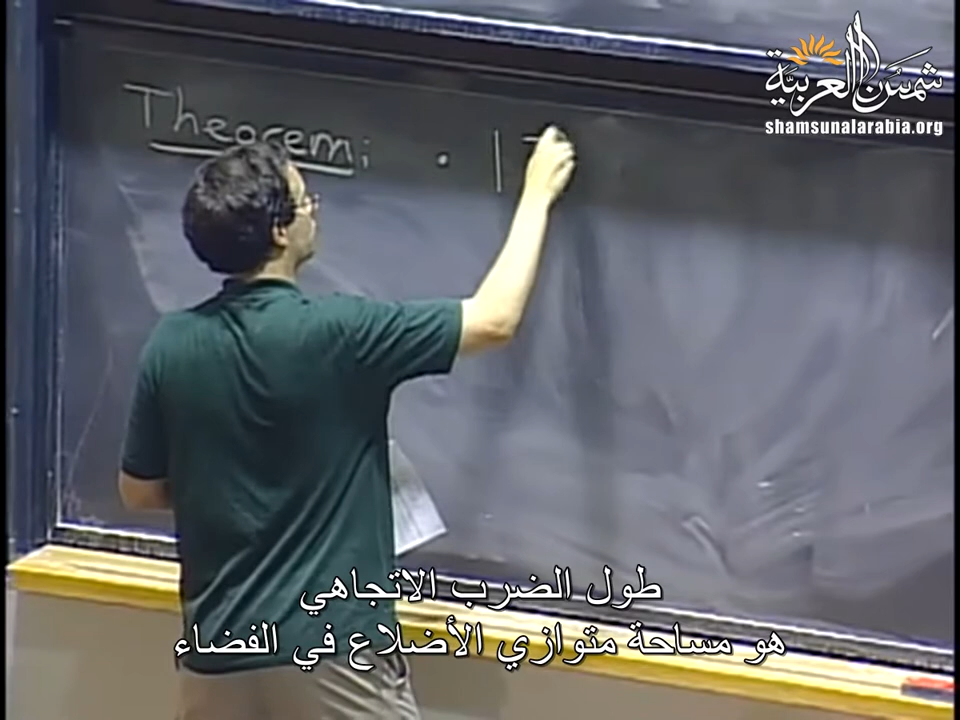 شمس العربية
shamsunalarabia.org
Theorem:
طول الضرب الاتجاهي
هو مساحة متوازي الأضلاع في الفضاء